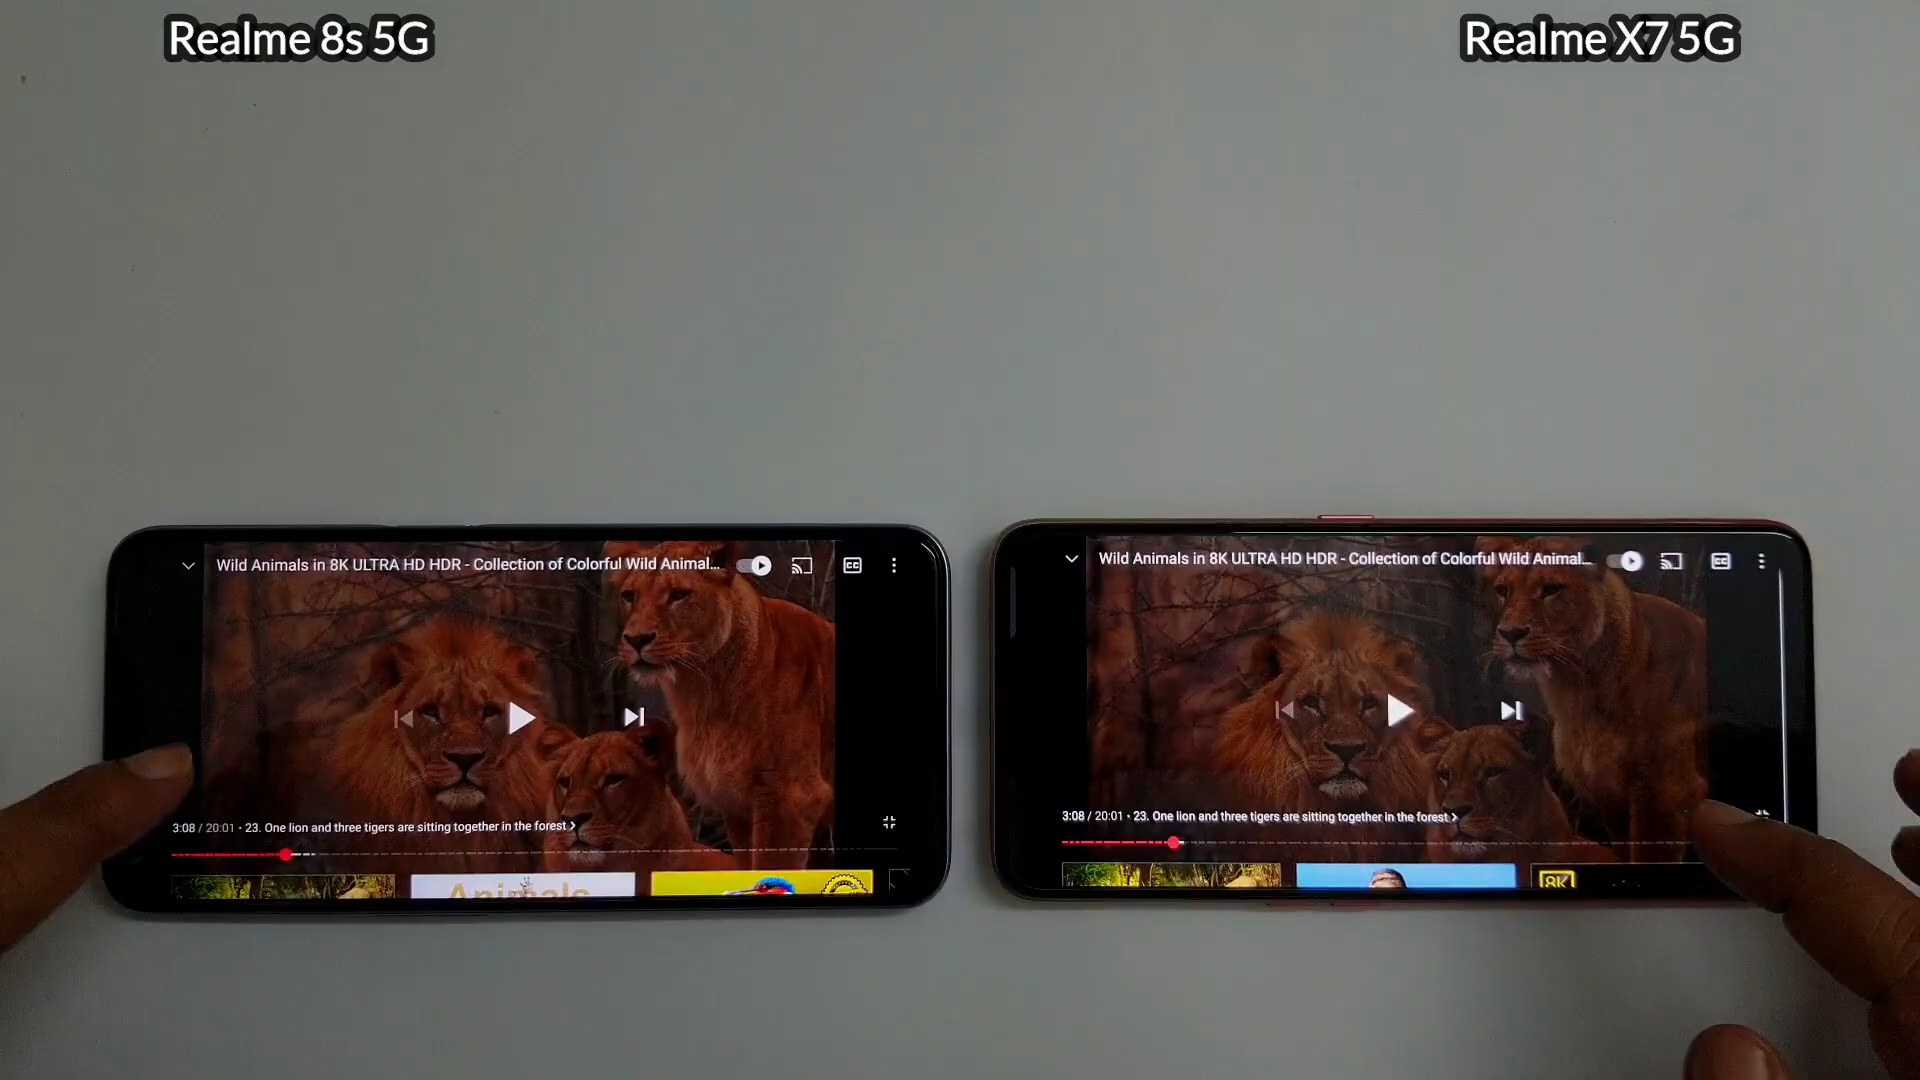 Realme 8s 5G
Realme X7 5G
Wild Animals in 8K ULTRA HD HDR - Collection of Colorful Wild Animal...
CC
3:08 / 20:01 • 23. One lion and three tigers are sitting together in the forest
Animals
Wild Animals in 8K ULTRA HD HDR - Collection of Colorful Wild Animal...
CC
3:08 / 20:01 • 23. One lion and three tigers are sitting together in the forest
8K